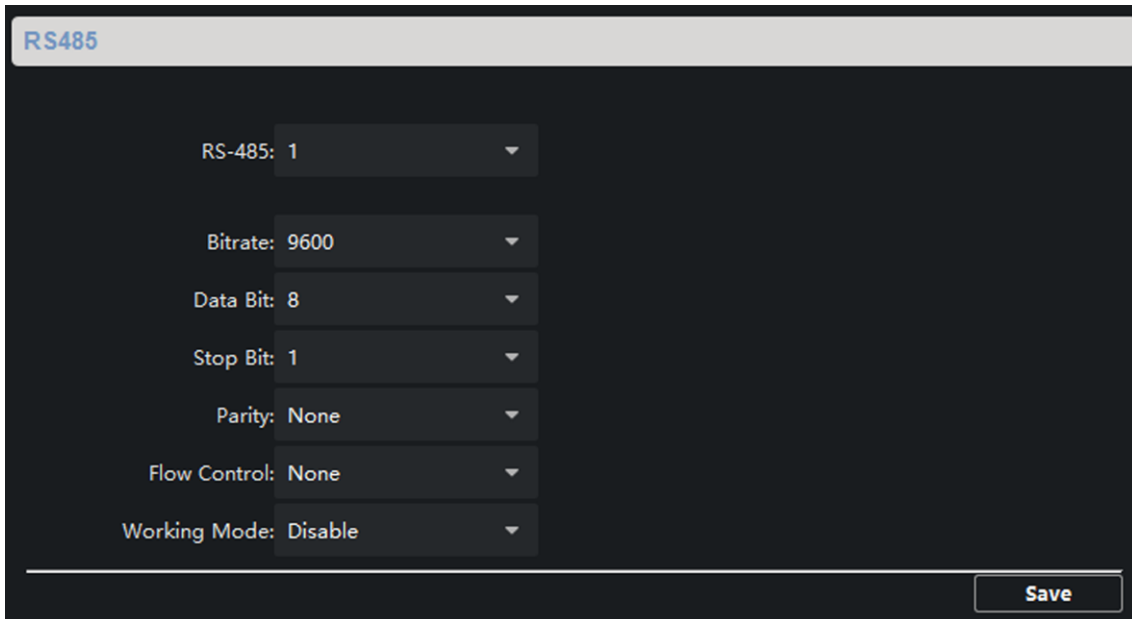 RS485
RS-485: 1
Bitrate: 9600
Data Bit: 8
Stop Bit: 1
Parity: None
Flow Control: None
Working Mode: Disable
Save